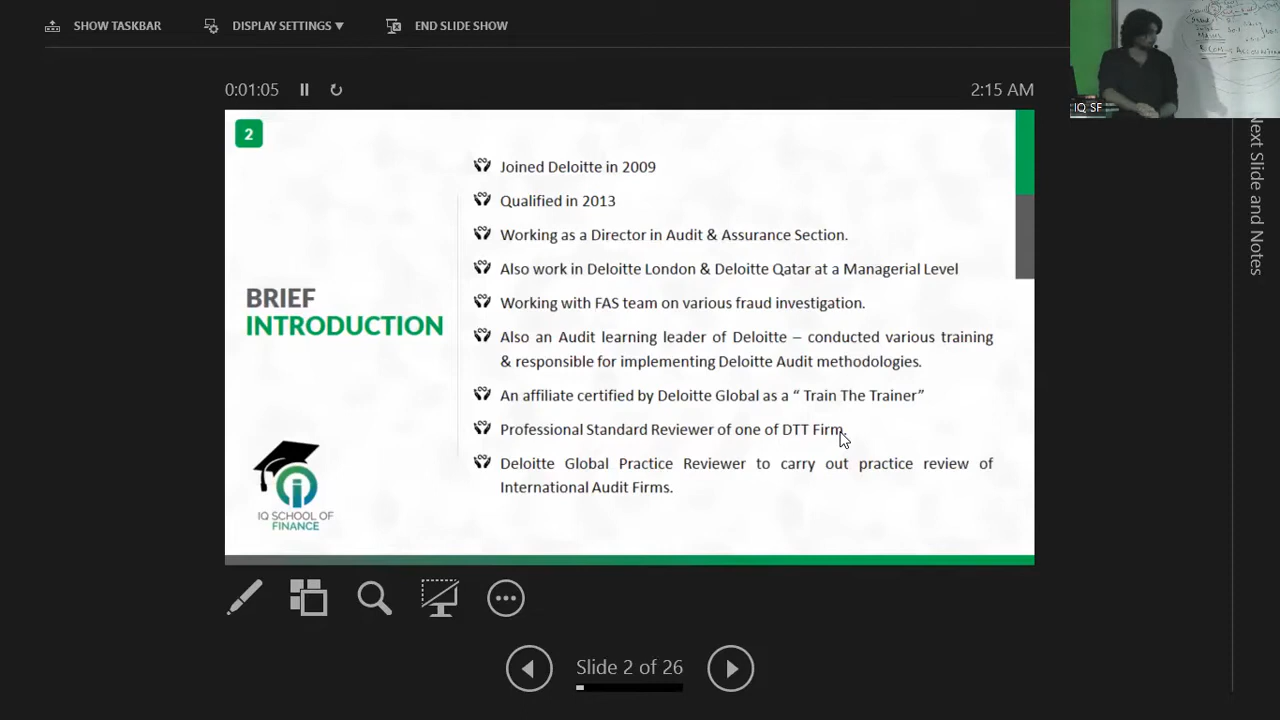 SHOW TASKBAR
DISPLAY SETTINGS
END SLIDE SHOW
0:01:05
2:15 AM
IQ SF
2
Joined Deloitte in 2009
Qualified in 2013
Working as a Director in Audit & Assurance Section.
Also work in Deloitte London & Deloitte Qatar at a Managerial Level
Working with FAS team on various fraud investigation.
Also an Audit learning leader of Deloitte – conducted various training
& responsible for implementing Deloitte Audit methodologies.
An affiliate certified by Deloitte Global as a “ Train The Trainer”
Professional Standard Reviewer of one of DTT Firm.
Deloitte Global Practice Reviewer to carry out practice review of
International Audit Firms.
BRIEF
INTRODUCTION
IQ SCHOOL OF
FINANCE
Next Slide and Notes
Slide 2 of 26